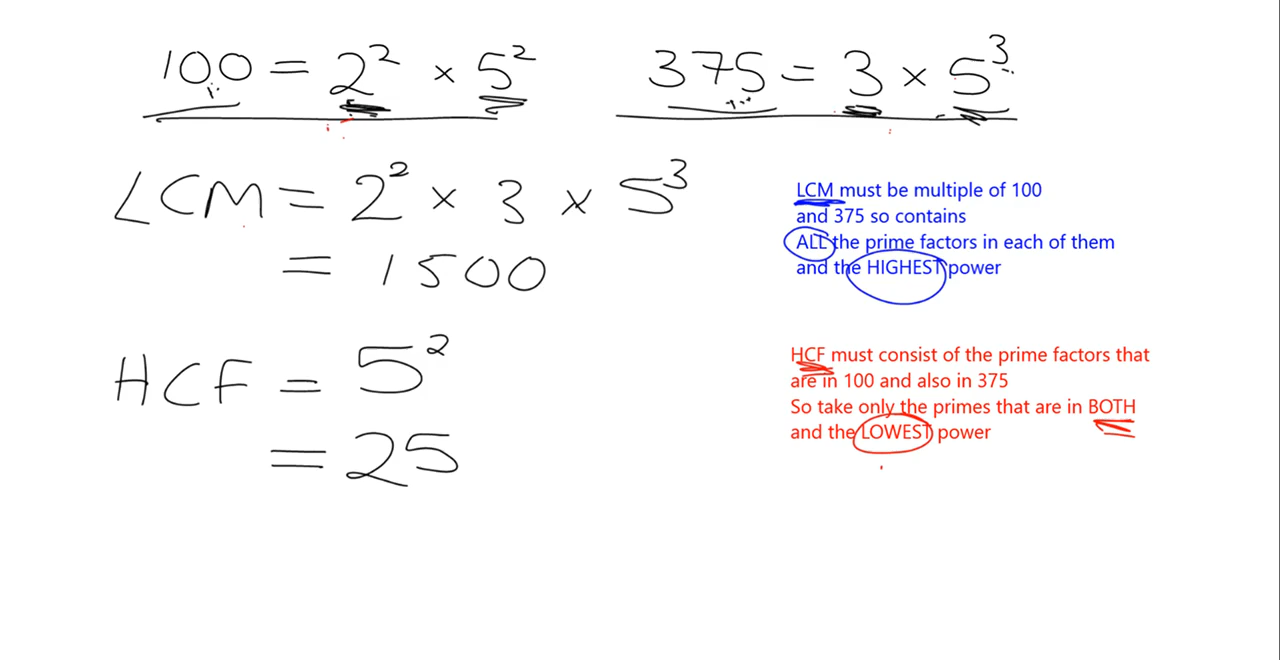 100 = 2² × 5²
375 = 3 × 5³
LCM = 2² × 3 × 5³
= 1500
LCM must be multiple of 100
and 375 so contains
ALL the prime factors in each of them
and the HIGHEST power
HCF = 5²
= 25
HCF must consist of the prime factors that
are in 100 and also in 375
So take only the primes that are in BOTH
and the LOWEST power